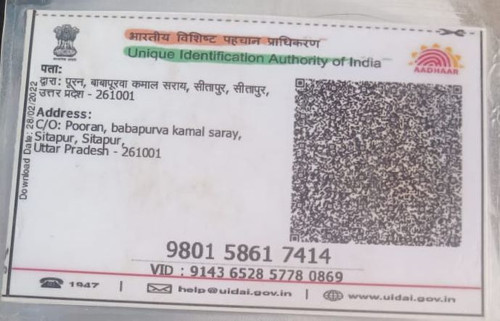 भारतीय विशिष्ट पहचान प्राधिकरण
Unique Identification Authority of India
AADHAAR
पता:
द्वारा: पूरन, बाबापूरवा कमाल सराय, सीतापुर, सीतापुर,
उत्तर प्रदेश - 261001
Address:
C/O: Pooran, babapurva kamal saray,
Sitapur, Sitapur,
Uttar Pradesh - 261001
Download Date: 28/02/2022
9801 5861 7414
VID : 9143 6528 5778 0869
1947 | help@uidai.gov.in | www.uidai.gov.in